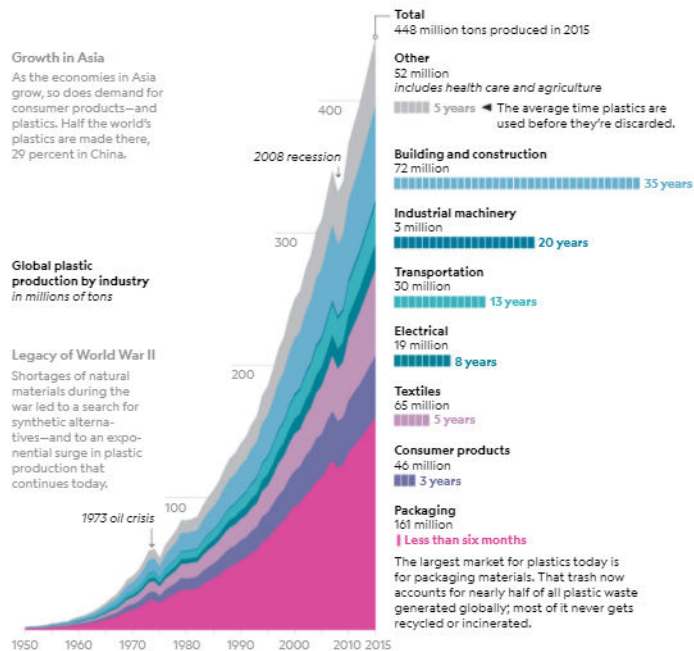 Total
448 million tons produced in 2015
Growth in Asia
As the economies in Asia
grow, so does demand for
consumer products—and
plastics. Half the world's
plastics are made there,
29 percent in China.
Other
52 million
includes health care and agriculture
5 years ◄ The average time plastics are
used before they're discarded.
400
2008 recession
Building and construction
72 million
35 years
Industrial machinery
3 million
20 years
300
Global plastic
production by industry
in millions of tons
Transportation
30 million
13 years
Electrical
19 million
8 years
Legacy of World War II
Shortages of natural
materials during the
war led to a search for
synthetic alterna-
tives—and to an expo-
nential surge in plastic
production that
continues today.
200
Textiles
65 million
5 years
Consumer products
46 million
3 years
100
1973 oil crisis
Packaging
161 million
Less than six months
The largest market for plastics today is
for packaging materials. That trash now
accounts for nearly half of all plastic waste
generated globally; most of it never gets
recycled or incinerated.
1950 1960 1970 1980 1990 2000 2010 2015